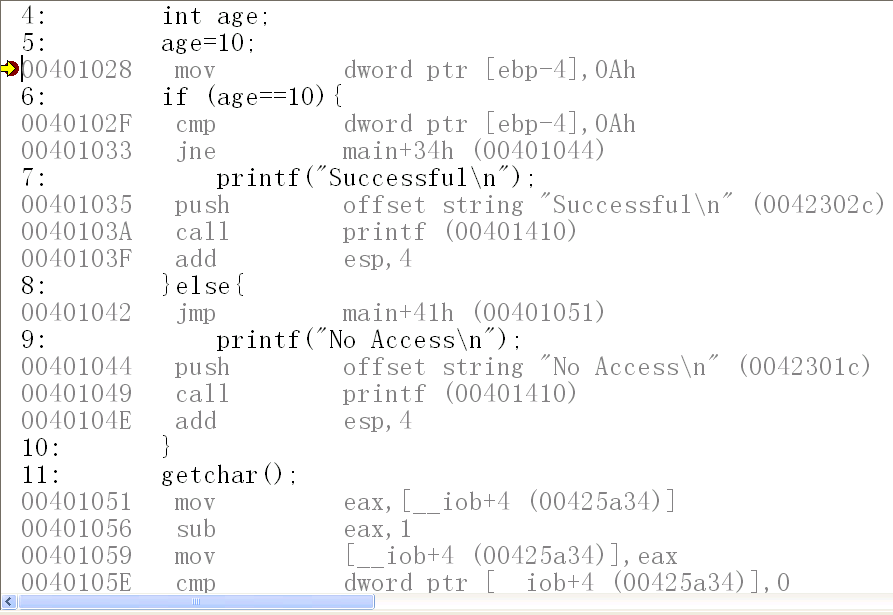 4:        int age;
5:        age=10;
00401028   mov         dword ptr [ebp-4],0Ah
6:        if (age==10){
0040102F   cmp         dword ptr [ebp-4],0Ah
00401033   jne         main+34h (00401044)
7:            printf("Successful\n");
00401035   push        offset string "Successful\n" (0042302c)
0040103A   call        printf (00401410)
0040103F   add         esp,4
8:        }else{
00401042   jmp         main+41h (00401051)
9:            printf("No Access\n");
00401044   push        offset string "No Access\n" (0042301c)
00401049   call        printf (00401410)
0040104E   add         esp,4
10:       }
11:       getchar();
00401051   mov         eax,[__iob+4 (00425a34)]
00401056   sub         eax,1
00401059   mov         [__iob+4 (00425a34)],eax
0040105E   cmp         dword ptr [__iob+4 (00425a34)],0